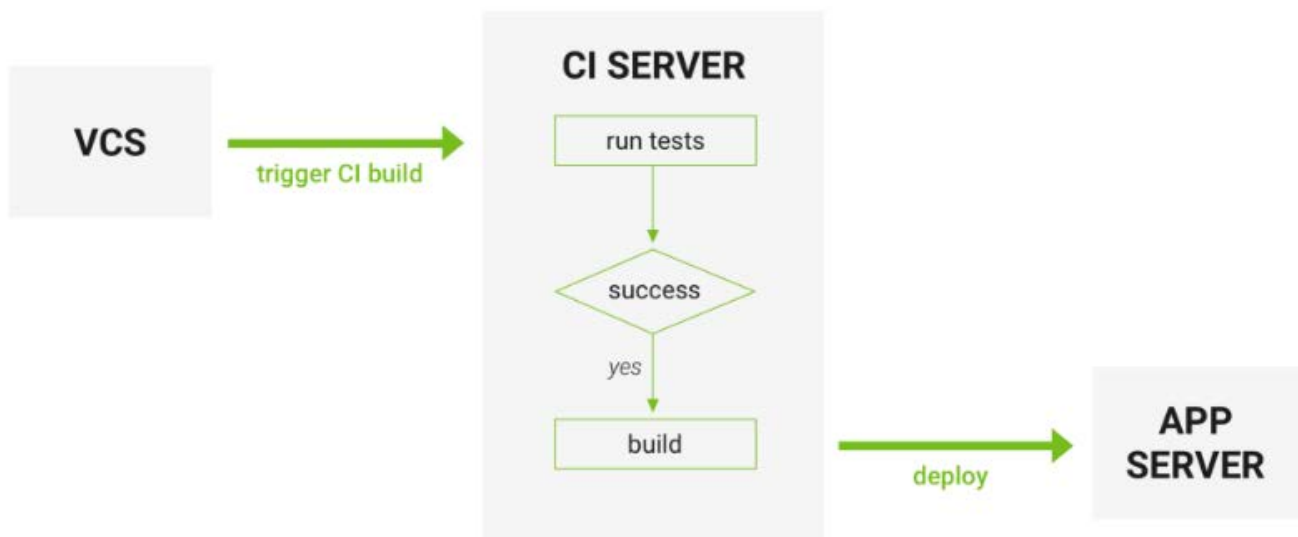 VCS
trigger CI build
CI SERVER
run tests
success
yes
build
deploy
APP
SERVER